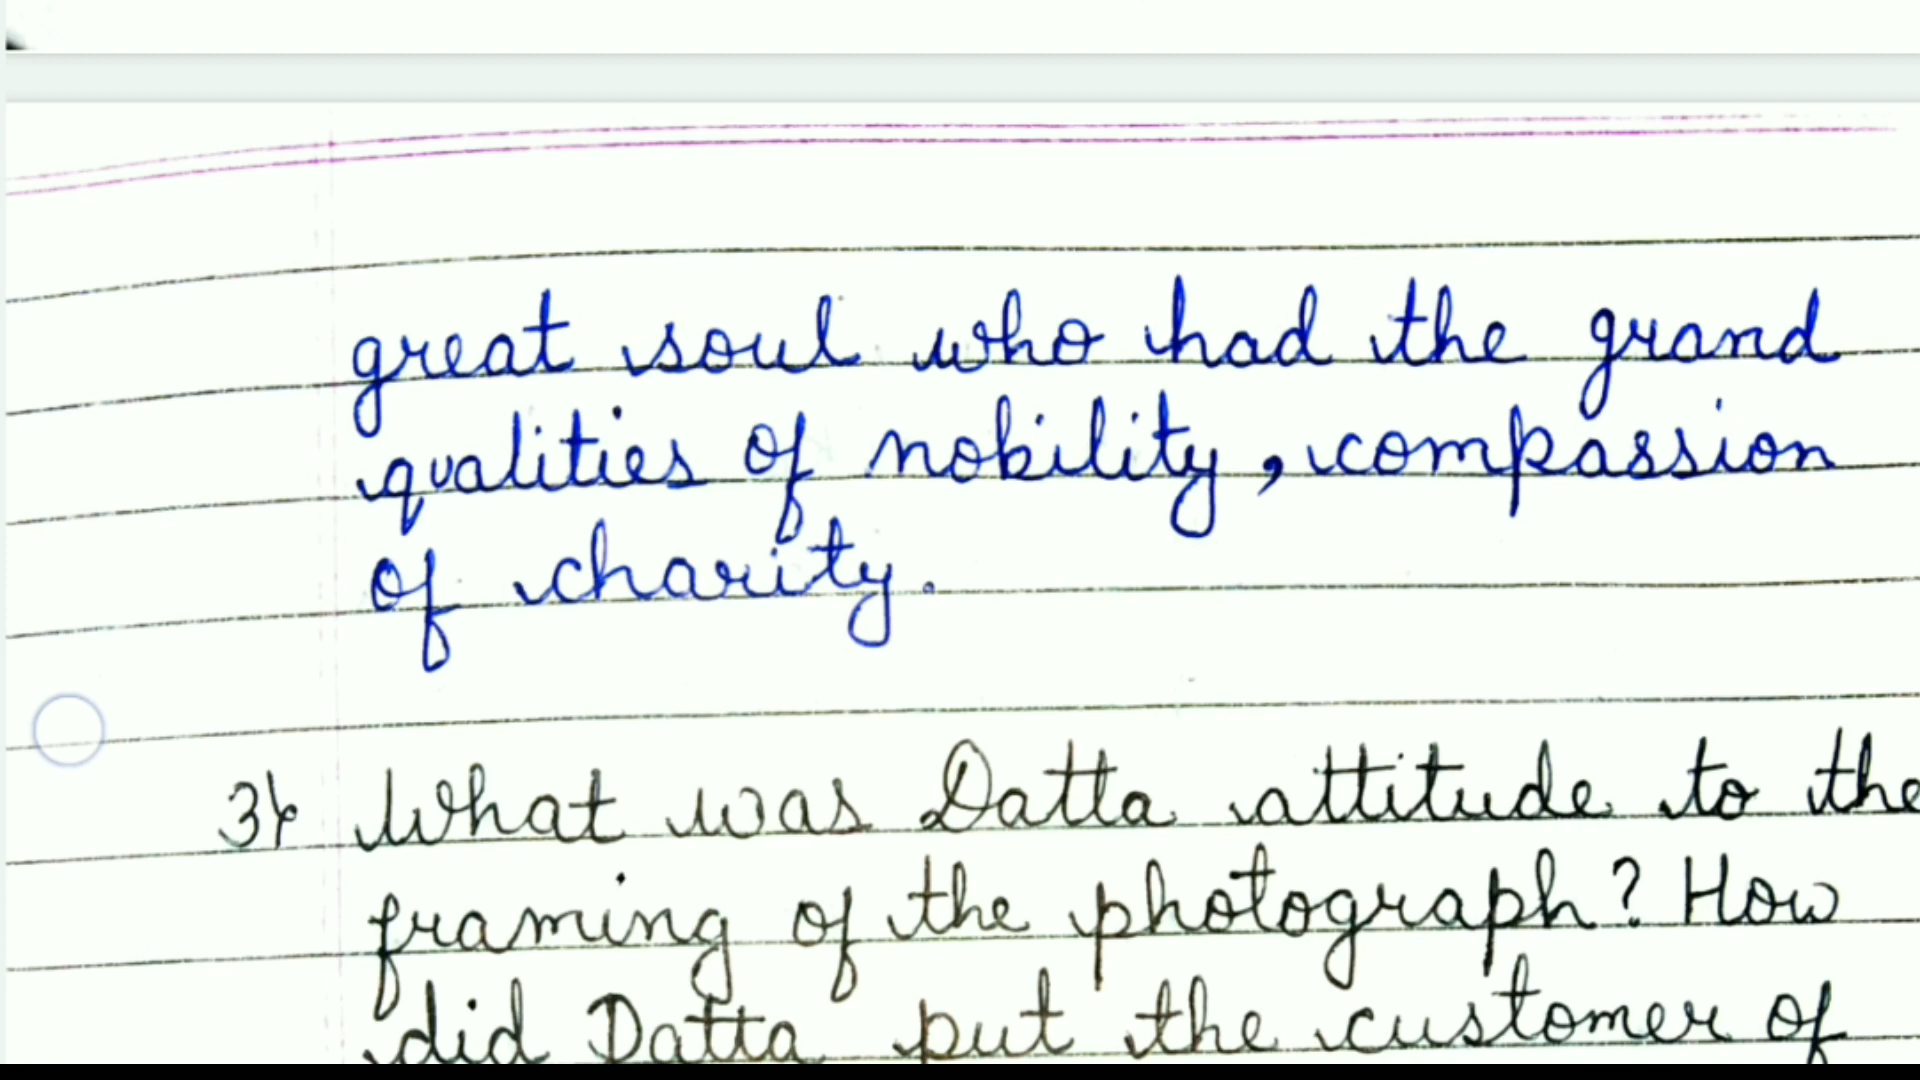 great soul who had the grand
qualities of nobility, compassion
of charity.
3% What was Datta attitude to the
framing of the photograph? How
did Datta put the customer of